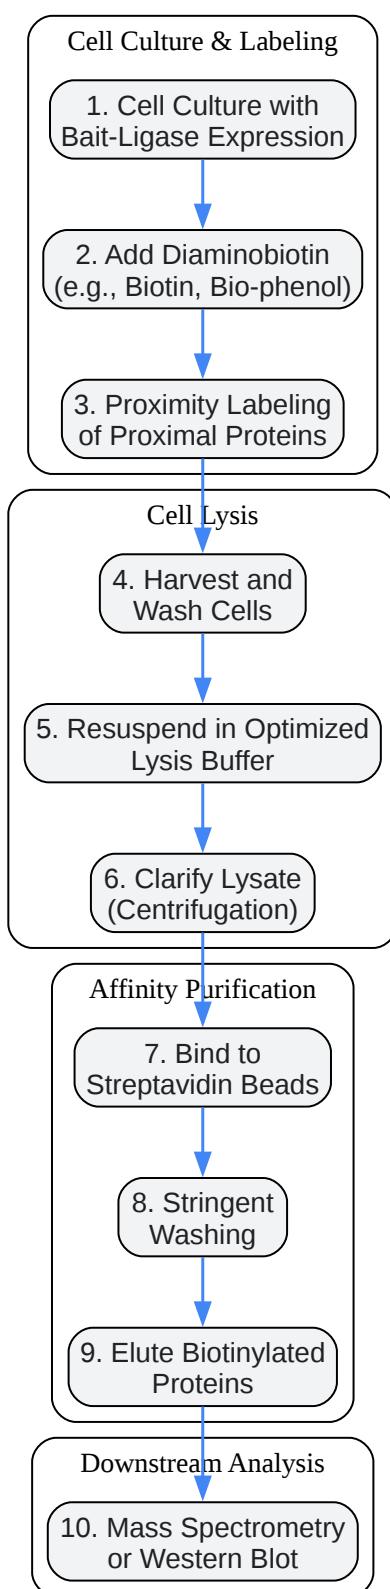 Cell Culture & Labeling
1. Cell Culture with
Bait-Ligase Expression
2. Add Diaminobiotin
(e.g., Biotin, Bio-phenol)
3. Proximity Labeling
of Proximal Proteins
Cell Lysis
4. Harvest and
Wash Cells
5. Resuspend in Optimized
Lysis Buffer
6. Clarify Lysate
(Centrifugation)
Affinity Purification
7. Bind to
Streptavidin Beads
8. Stringent
Washing
9. Elute Biotinylated
Proteins
Downstream Analysis
10. Mass Spectrometry
or Western Blot